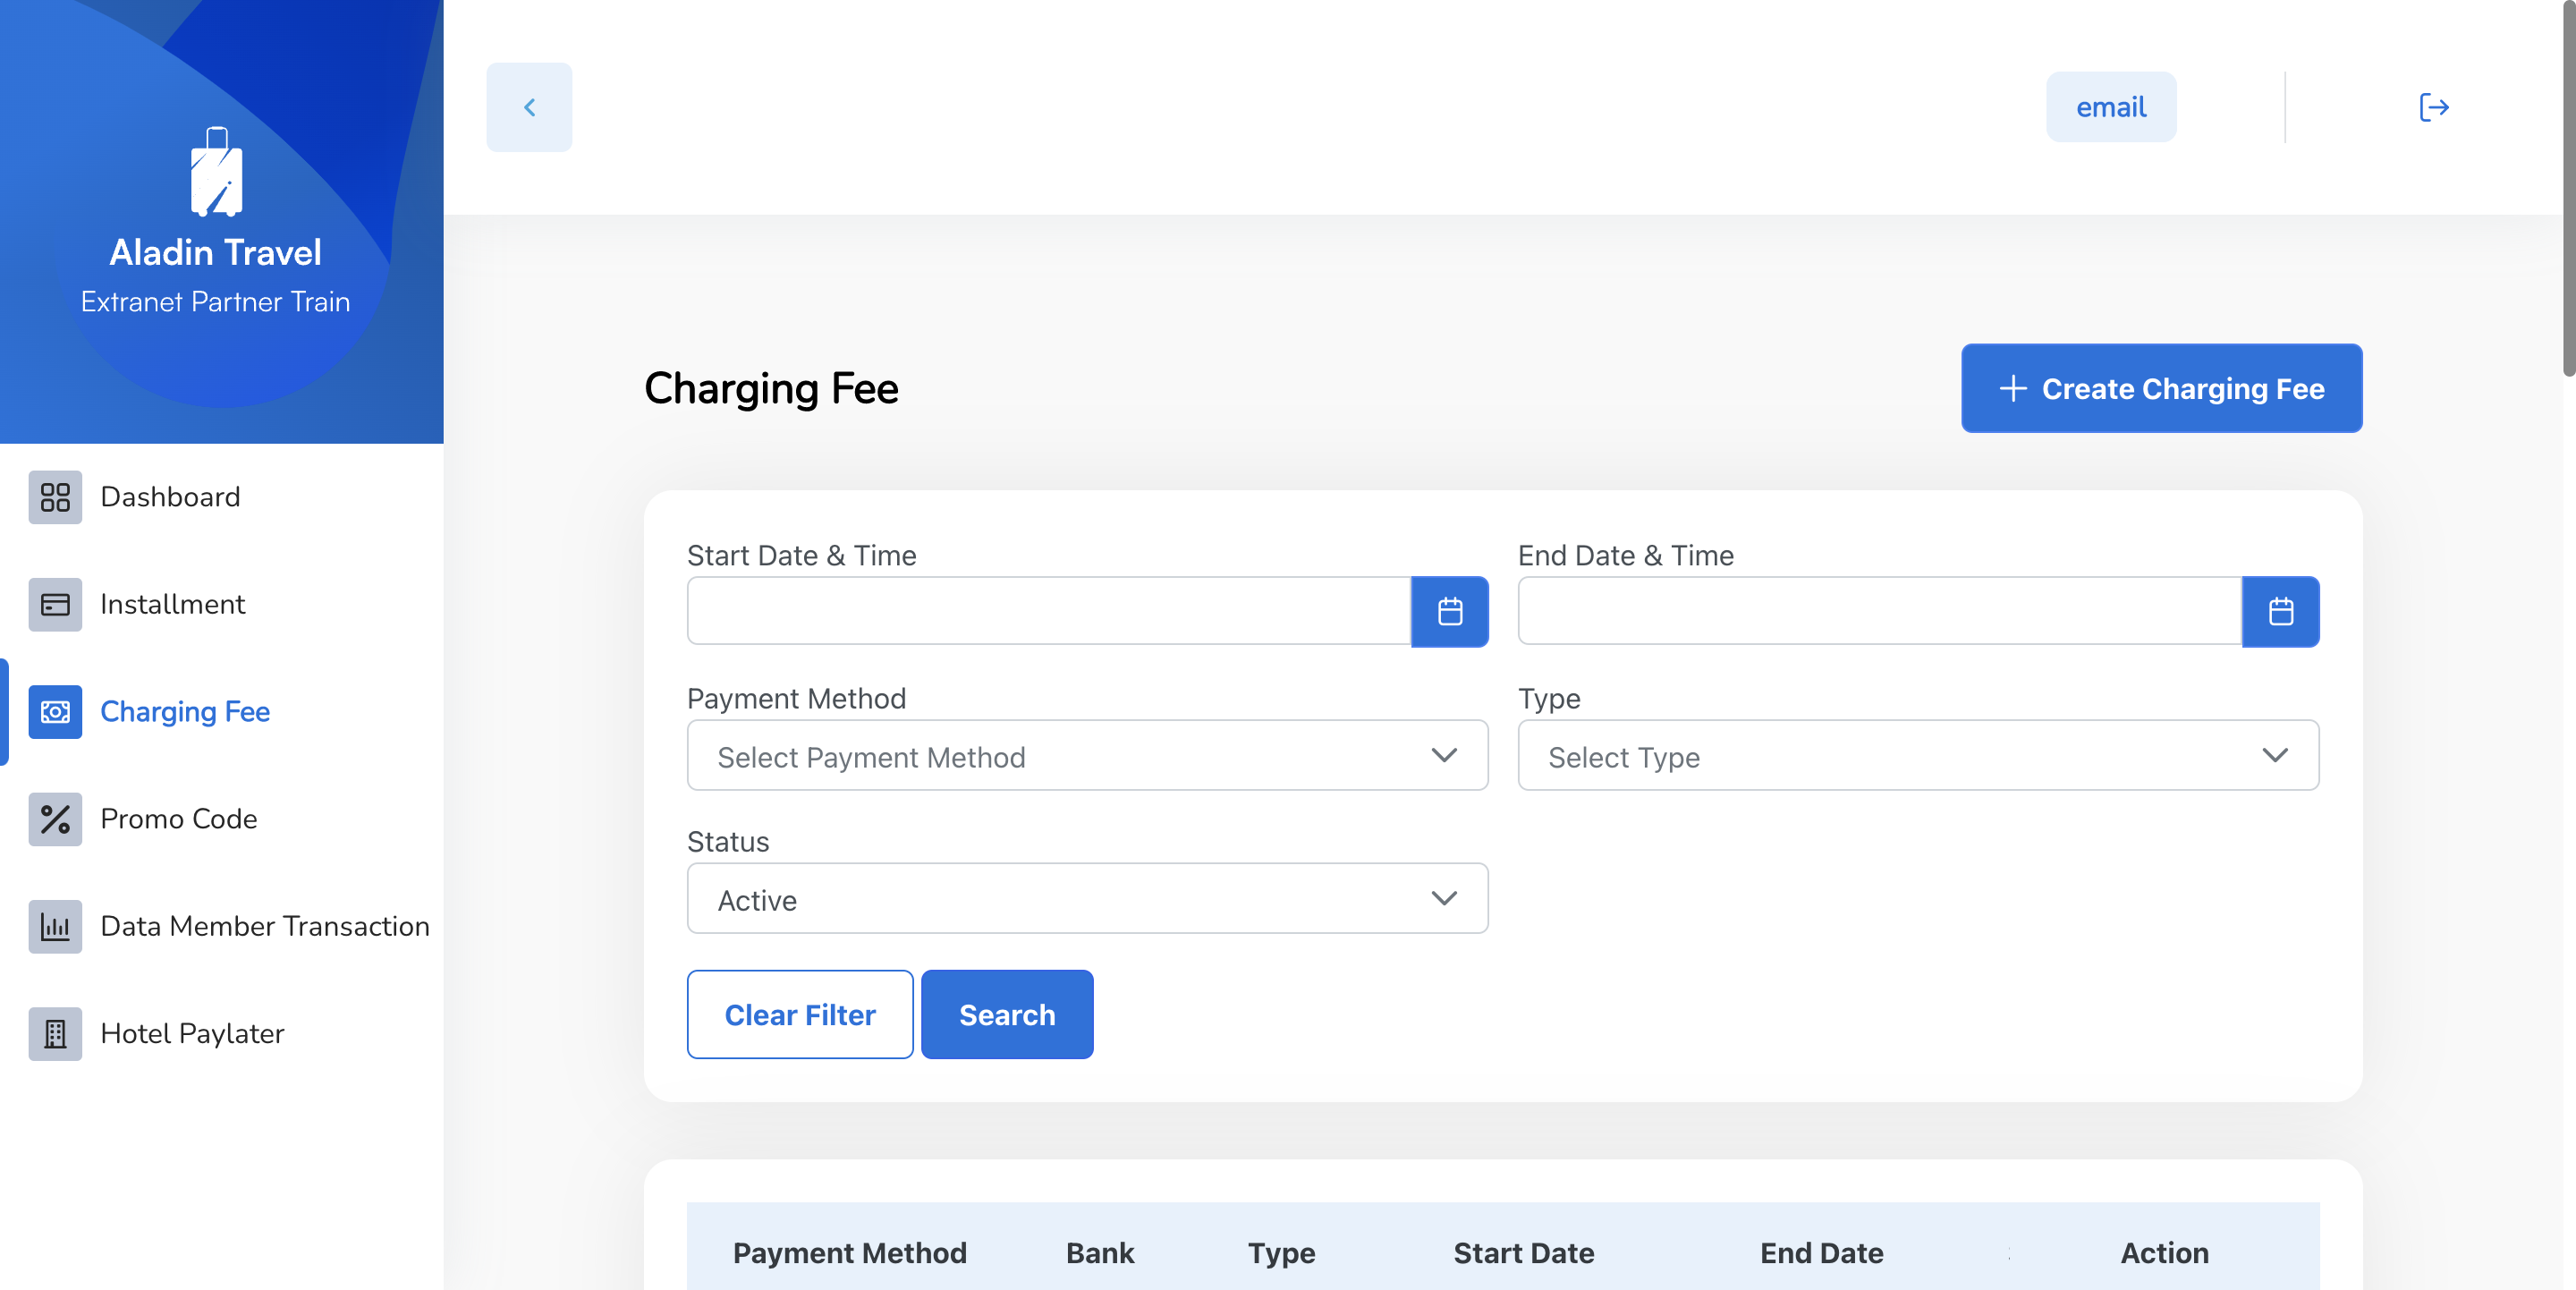 Aladin Travel
Extranet Partner Train
Dashboard
Installment
Charging Fee
Promo Code
Data Member Transaction
Hotel Paylater
email
Charging Fee
Create Charging Fee
Start Date & Time
End Date & Time
Payment Method
Type
Select Payment Method
Select Type
Status
Active
Clear Filter
Search
Payment Method Bank Type Start Date End Date Action